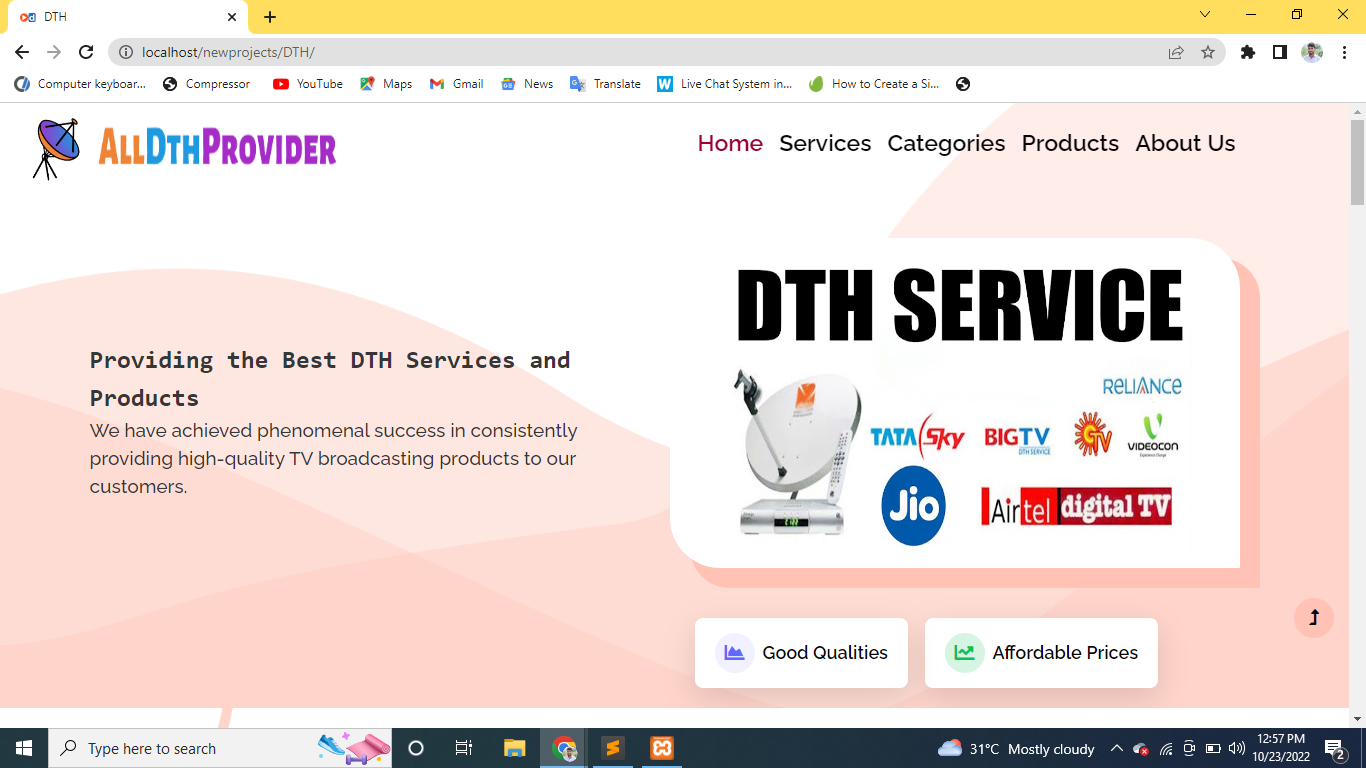 DTH
localhost/newprojects/DTH/
Computer keyboar...
Compressor
YouTube
Maps
Gmail
News
Translate
Live Chat System in...
How to Create a Si...
ALLDTHPROVIDER
Home Services Categories Products About Us
DTH SERVICE
RELIANCE
TATA Sky
BIGTV
DTH SERVICE
TV
VIDEOCON
Jio
Airtel digital TV
Providing the Best DTH Services and
Products
We have achieved phenomenal success in consistently
providing high-quality TV broadcasting products to our
customers.
Good Qualities
Affordable Prices
Type here to search
31°C Mostly cloudy
12:57 PM
10/23/2022
2